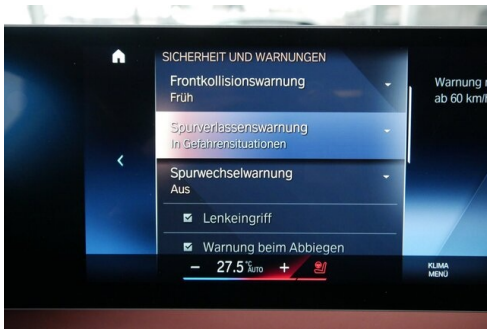 SICHERHEIT UND WARNUNGEN
Frontkollisionswarnung
Früh
Spurverlassenswarnung
In Gefahrensituationen
Spurwechselwarnung
Aus
Lenkeingriff
Warnung beim Abbiegen
Warnung
ab 60 km/h
− 27.5 °C AUTO +
KLIMA
MENÜ